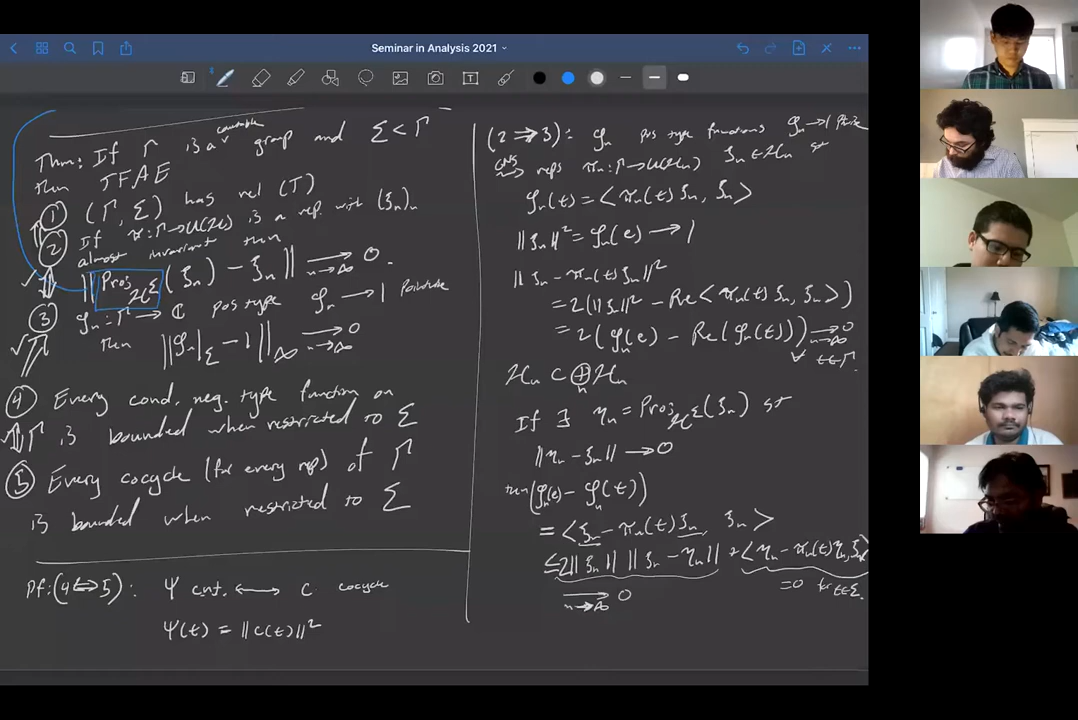 Seminar in Analysis 2021
Thm: If Γ is a countable group and Σ < Γ
then TFAE
① (Γ, Σ) has rel (T)
② If π: Γ→U(H) is a rep. with (ξn)n
almost invariant then
|| Proj_{H^Σ} (ξn) - ξn || → 0 .
n→∞
③ φn: Γ → ℂ pos type φn → 1 pointwise
then || φn|_Σ - 1 ||_∞ → 0
n→∞
④ Every cond. neg. type function on
Γ is bounded when restricted to Σ
⑤ Every cocycle (for every rep) of Γ
is bounded when restricted to Σ
Pf: (4⇔5): Ψ c.n.t. ⟷ c cocycle
Ψ(t) = ||c(t)||²
(2 ⇒ 3): φn pos type functions φn → 1 ptwise
GNS reps πn: Γ→U(Hn) ξn ∈ Hn st
φn(t) = <πn(t) ξn, ξn>
||ξn||² = φn(e) → 1
||ξn - πn(t) ξn||²
= 2(||ξn||² - Re<πn(t) ξn, ξn>)
= 2(φn(e) - Re(φn(t))) → 0
n→∞
∀ t∈Γ.
Hn ⊂ ⊕ Hn
n
If ∃ ηn = Proj_{H^Σ}(ξn) st
||ηn - ξn|| → 0
then (φn(e) - φn(t))
= <ξn - πn(t) ξn, ξn>
≤ 2||ξn|| ||ξn - ηn|| + <ηn - πn(t) ηn, ξn>
→ 0
n→∞
= 0 for t∈Σ.